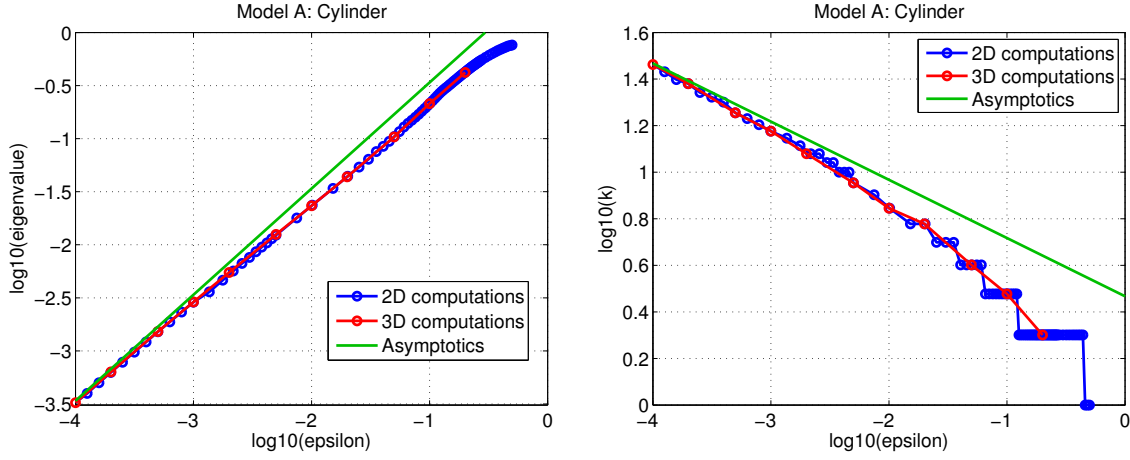 Model A: Cylinder
0
−0.5
−1
−1.5
−2
−2.5
−3
−3.5
log10(eigenvalue)
2D computations
3D computations
Asymptotics
−4
−3
−2
−1
0
log10(epsilon)
Model A: Cylinder
1.6
1.4
1.2
1
0.8
0.6
0.4
0.2
0
log10(k)
2D computations
3D computations
Asymptotics
−4
−3
−2
−1
0
log10(epsilon)